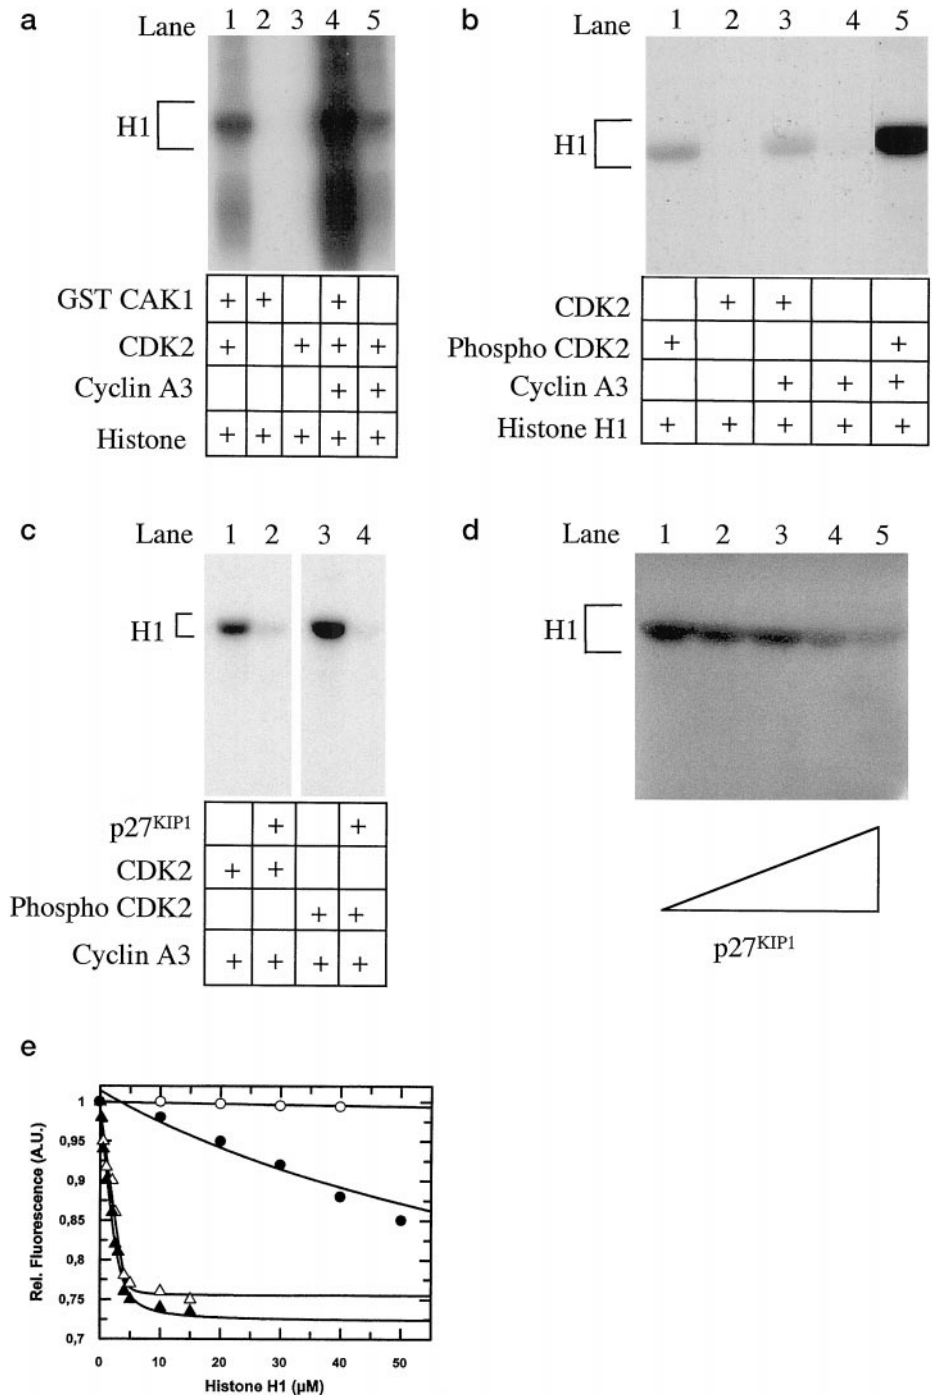 a
Lane 1 2 3 4 5
H1
GST CAK1 + + +
CDK2 + + + +
Cyclin A3 + +
Histone + + + + +
b
Lane 1 2 3 4 5
H1
CDK2 + +
Phospho CDK2 + +
Cyclin A3 + + +
Histone H1 + + + + +
c
Lane 1 2 3 4
H1
p27KIP1 + +
CDK2 + +
Phospho CDK2 + +
Cyclin A3 + + + +
d
Lane 1 2 3 4 5
H1
p27KIP1
e
Rel. Fluorescence (A.U.)
1
0,95
0,9
0,85
0,8
0,75
0,7
0 10 20 30 40 50
Histone H1 (µM)